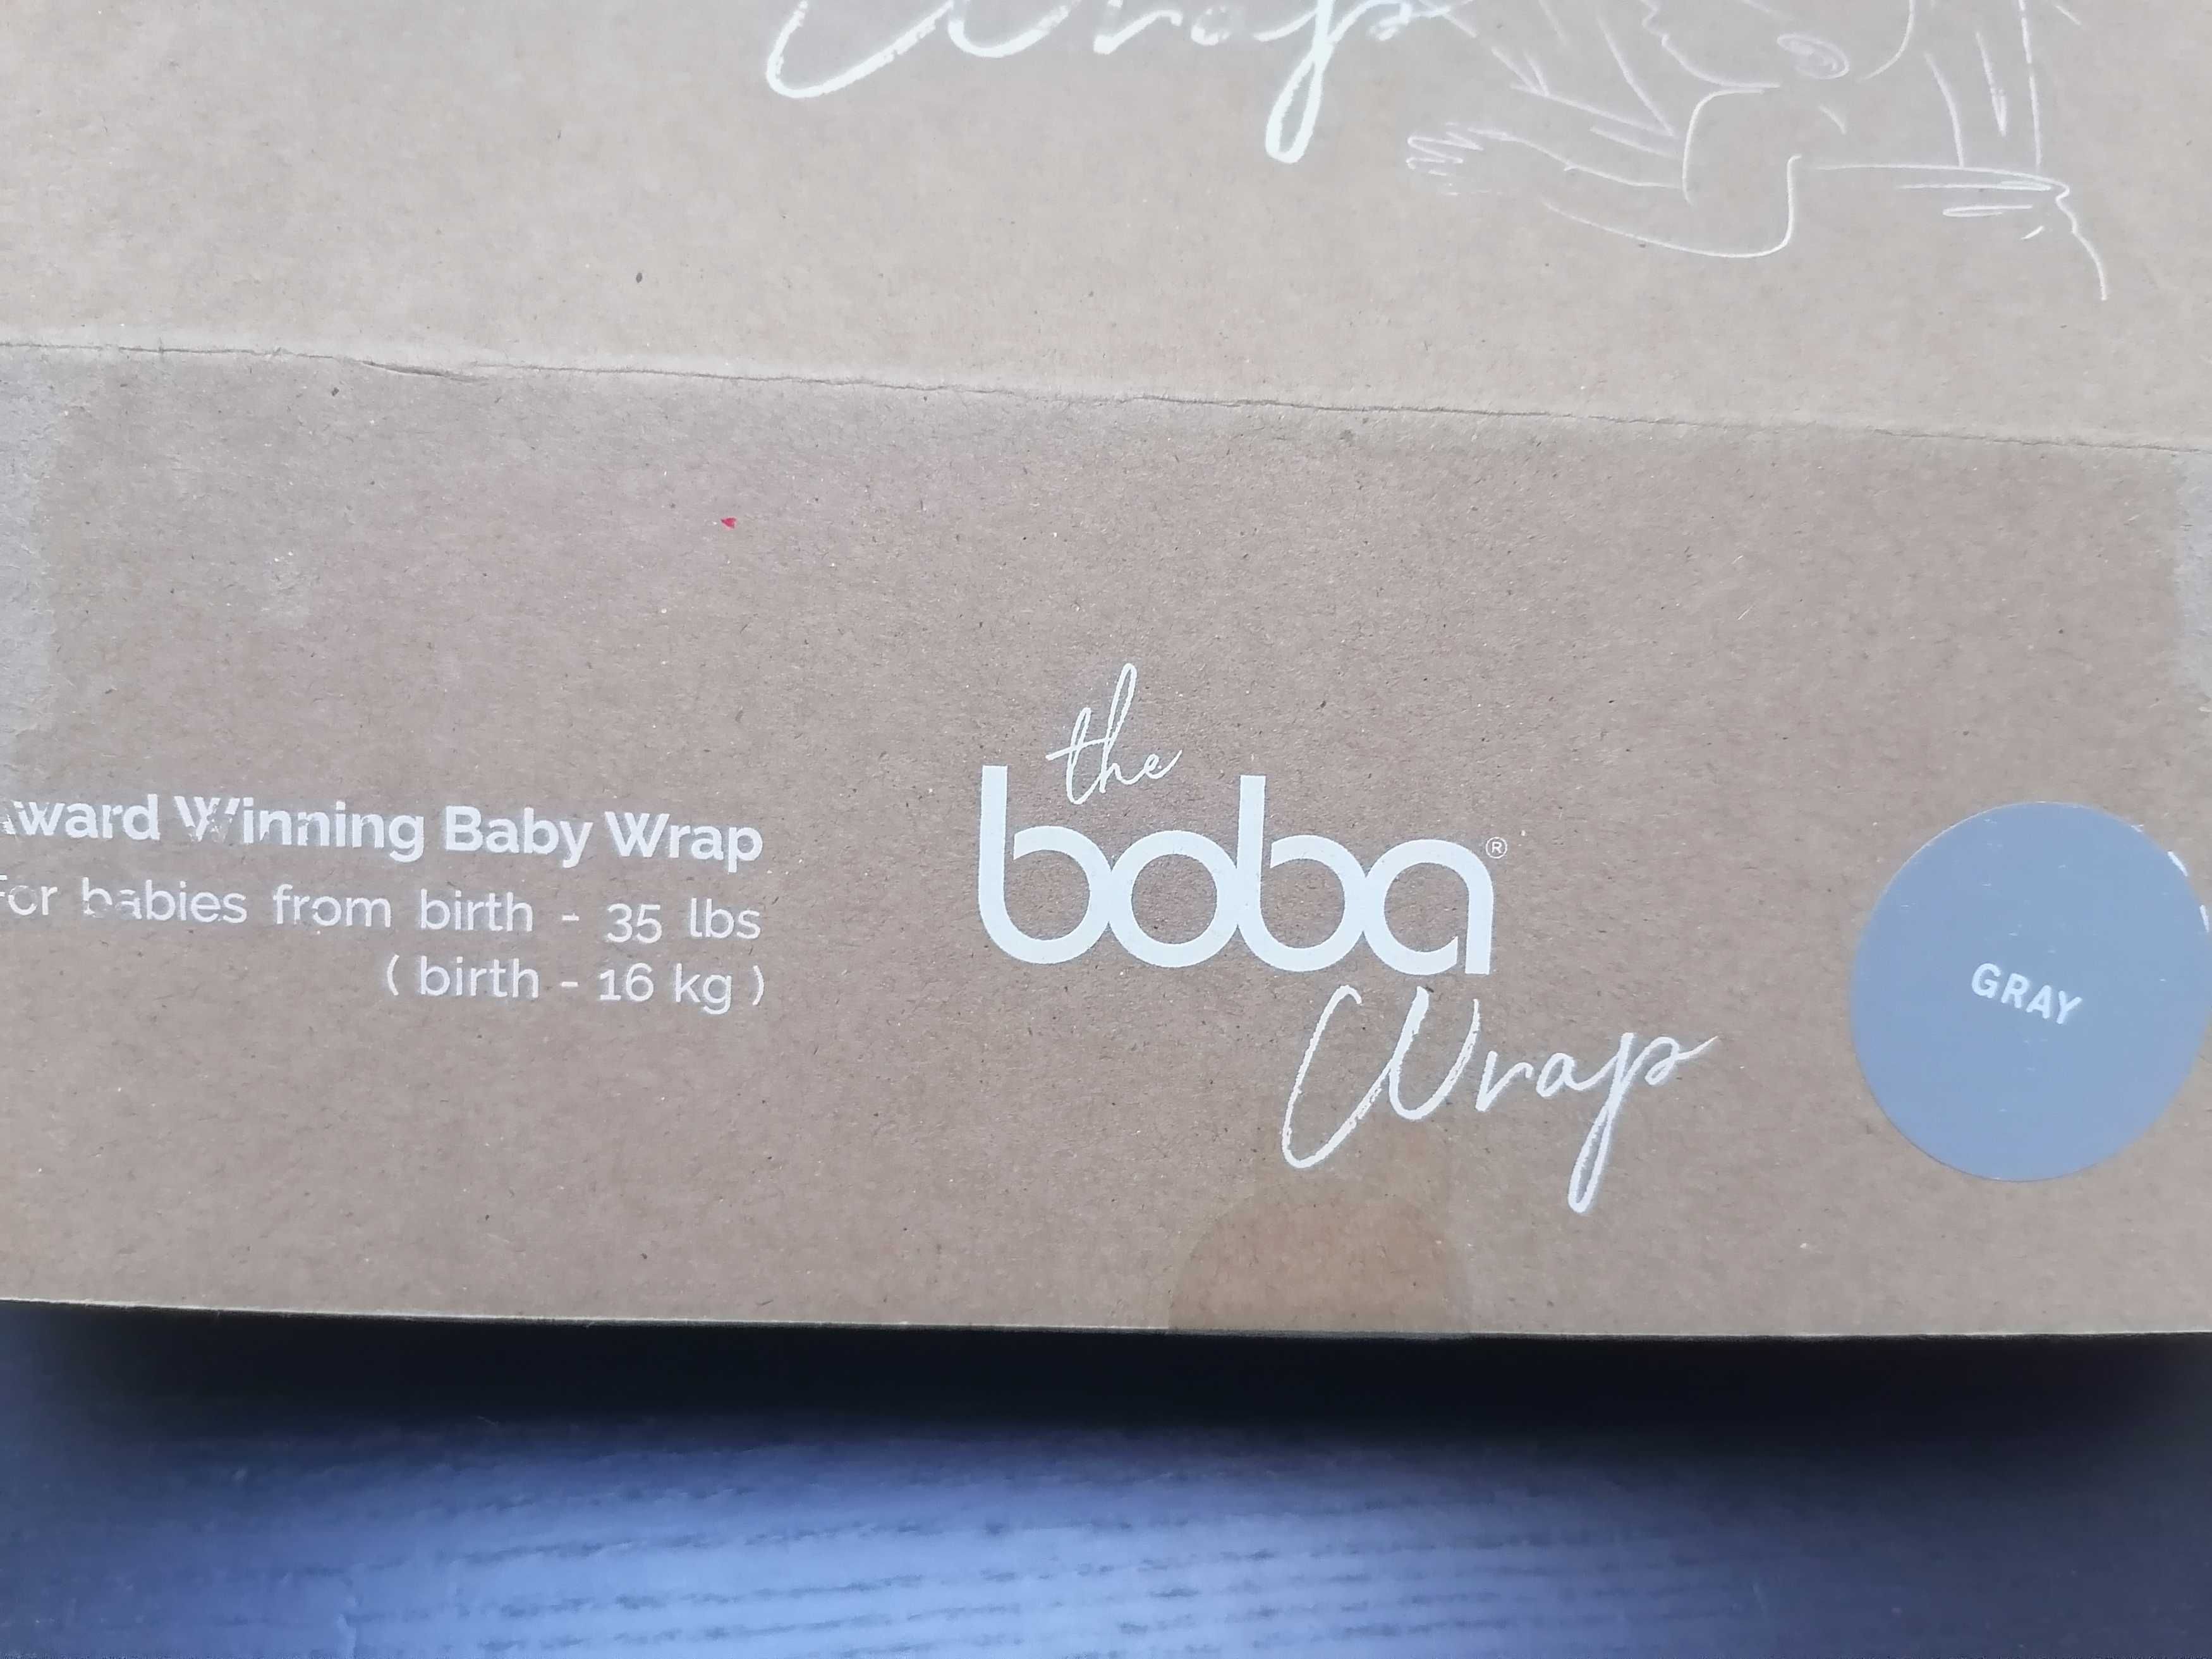 Wrap
Award Winning Baby Wrap
For babies from birth - 35 lbs
( birth - 16 kg )
the
boba®
Wrap
GRAY